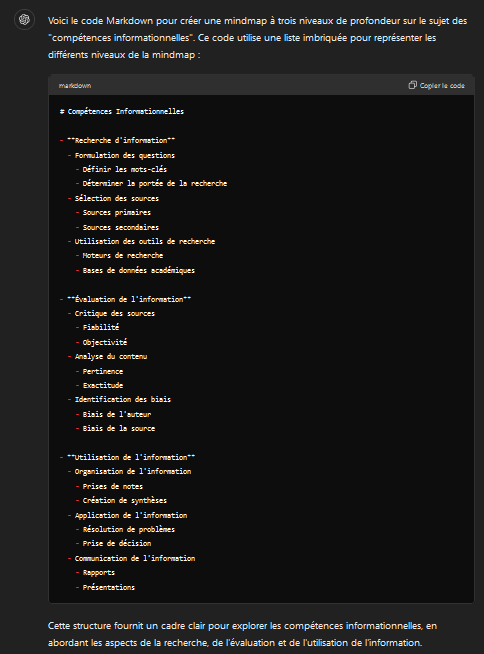 Voici le code Markdown pour créer une mindmap à trois niveaux de profondeur sur le sujet des
"compétences informationnelles". Ce code utilise une liste imbriquée pour représenter les
différents niveaux de la mindmap :
markdown
Copier le code
# Compétences Informationnelles
- **Recherche d'information**
  - Formulation des questions
    - Définir les mots-clés
    - Déterminer la portée de la recherche
  - Sélection des sources
    - Sources primaires
    - Sources secondaires
  - Utilisation des outils de recherche
    - Moteurs de recherche
    - Bases de données académiques
- **Évaluation de l'information**
  - Critique des sources
    - Fiabilité
    - Objectivité
  - Analyse du contenu
    - Pertinence
    - Exactitude
  - Identification des biais
    - Biais de l'auteur
    - Biais de la source
- **Utilisation de l'information**
  - Organisation de l'information
    - Prises de notes
    - Création de synthèses
  - Application de l'information
    - Résolution de problèmes
    - Prise de décision
  - Communication de l'information
    - Rapports
    - Présentations
Cette structure fournit un cadre clair pour explorer les compétences informationnelles, en
abordant les aspects de la recherche, de l'évaluation et de l'utilisation de l'information.